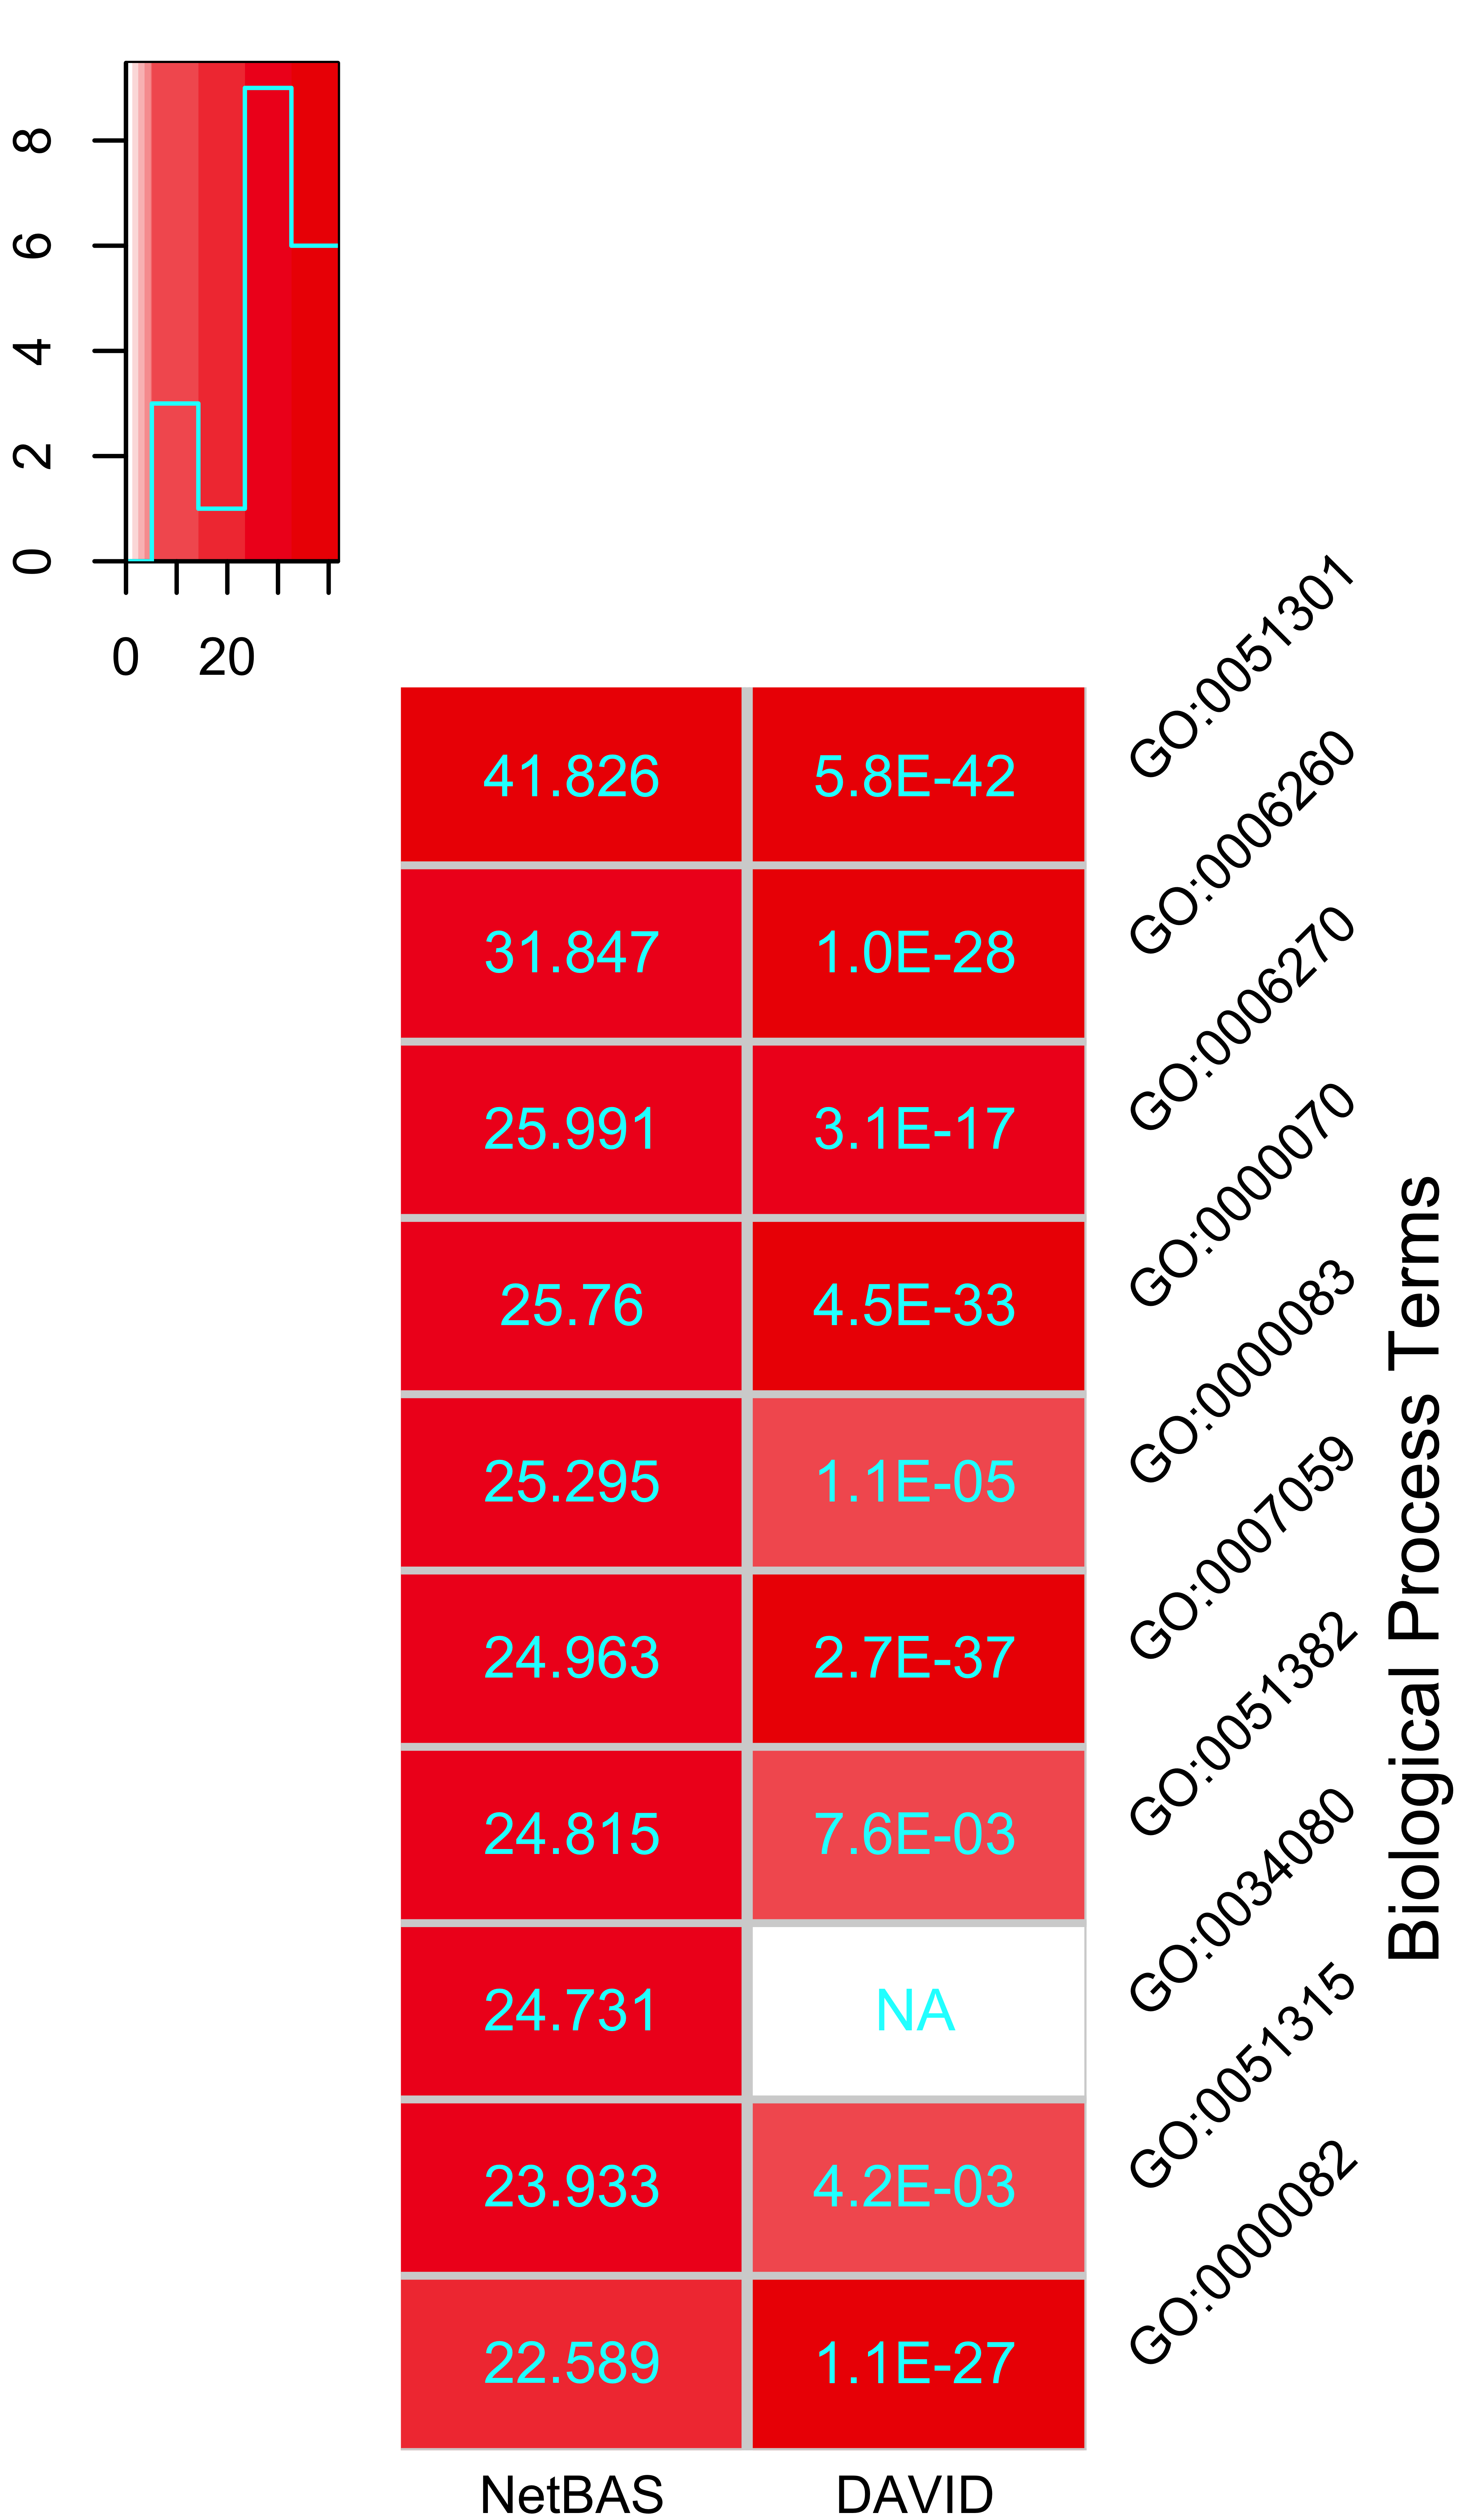 8
6
4
2
0
0 20
41.826 5.8E-42 GO:0051301
31.847 1.0E-28 GO:0006260
25.991 3.1E-17 GO:0006270
25.76 4.5E-33 GO:0000070
25.295 1.1E-05 GO:0000083
24.963 2.7E-37 GO:0007059
24.815 7.6E-03 GO:0051382
24.731 NA GO:0034080
23.933 4.2E-03 GO:0051315
22.589 1.1E-27 GO:0000082
NetBAS DAVID
Biological Process Terms